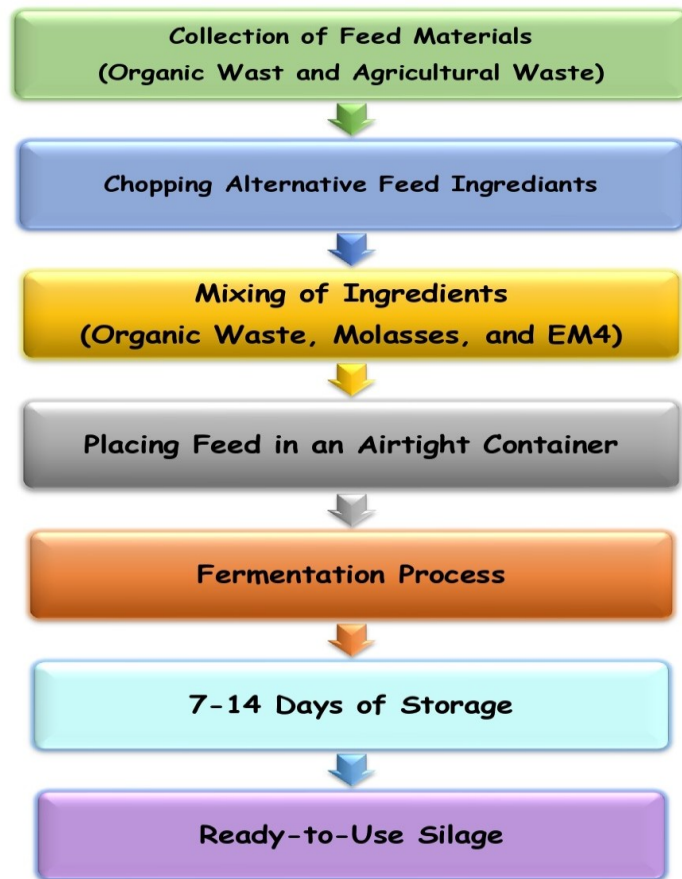 Collection of Feed Materials
(Organic Wast and Agricultural Waste)
Chopping Alternative Feed Ingrediants
Mixing of Ingredients
(Organic Waste, Molasses, and EM4)
Placing Feed in an Airtight Container
Fermentation Process
7-14 Days of Storage
Ready-to-Use Silage